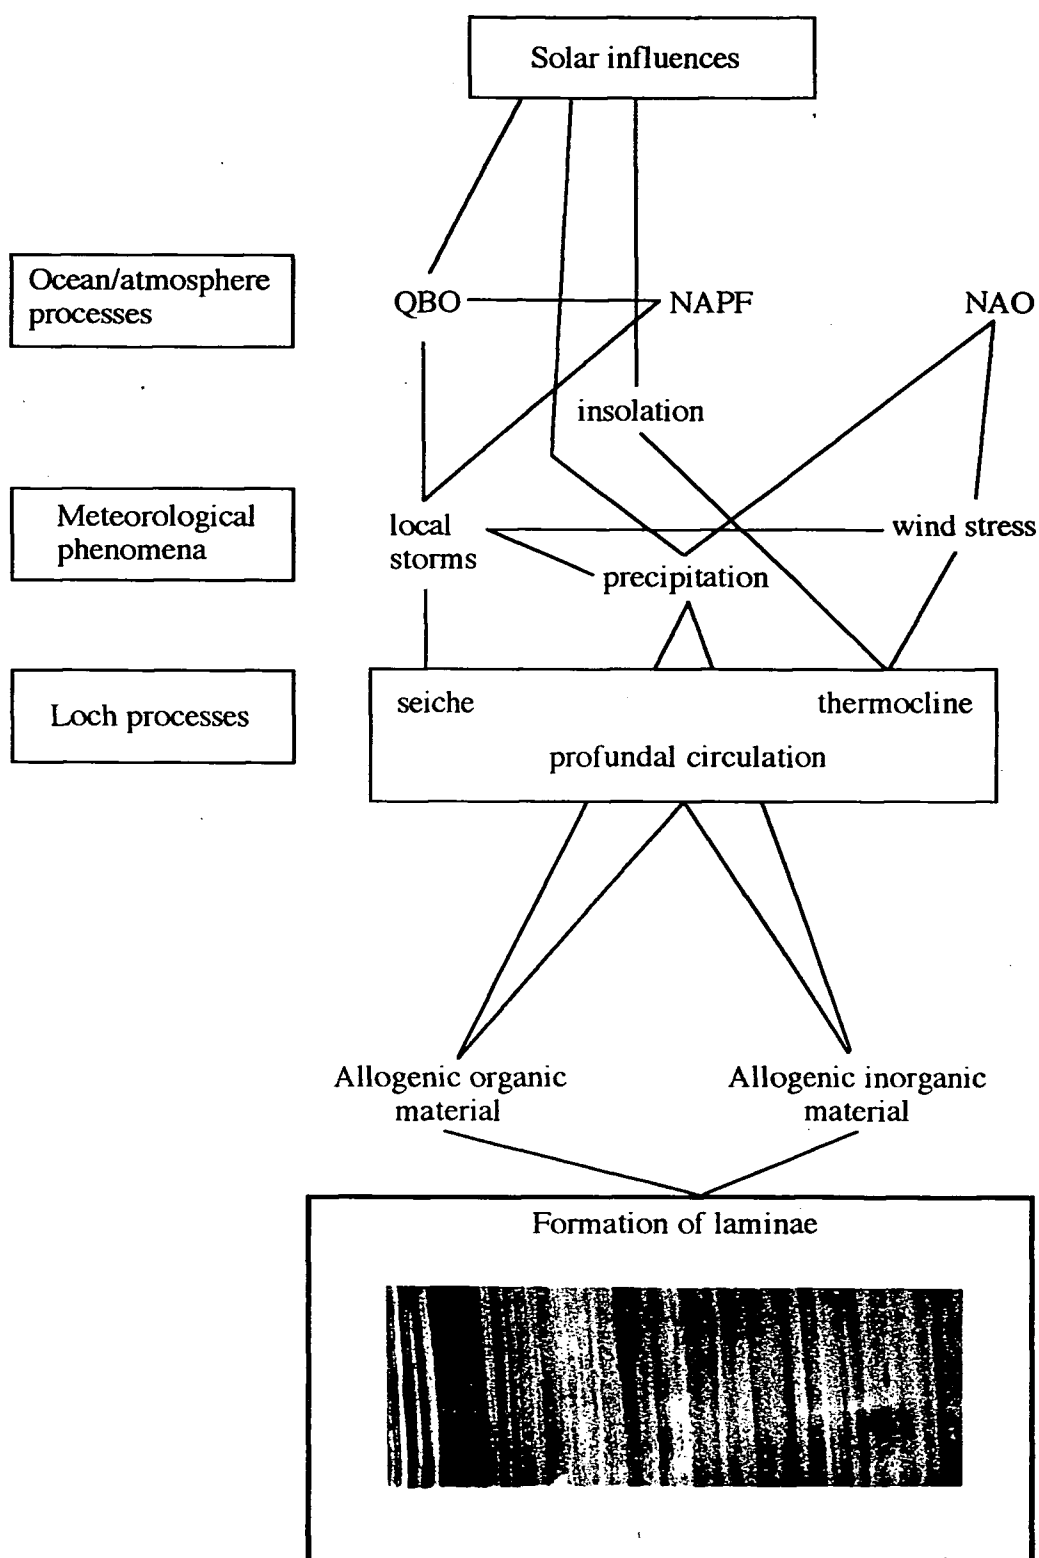 Solar influences
Ocean/atmosphere
processes
QBO
NAPF
NAO
insolation
Meteorological
phenomena
local
storms
wind stress
precipitation
Loch processes
seiche
thermocline
profundal circulation
Allogenic organic
material
Allogenic inorganic
material
Formation of laminae